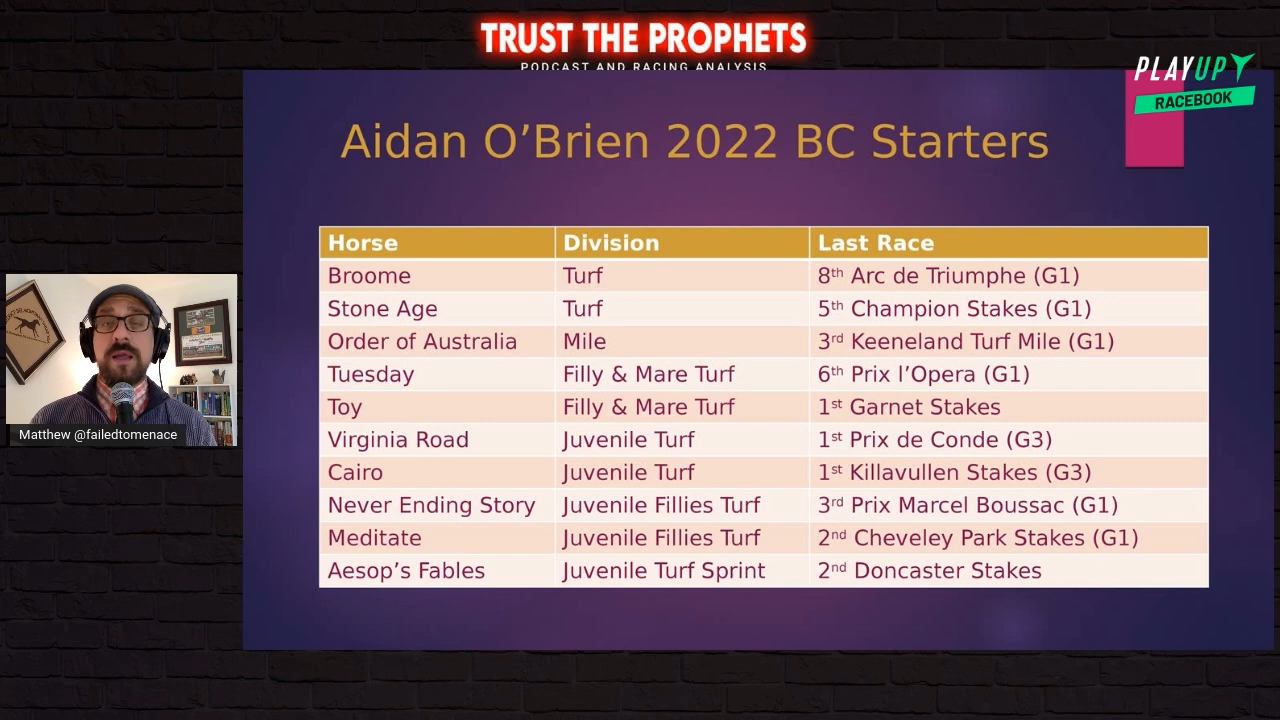 TRUST THE PROPHETS
PODCAST AND RACING ANALYSIS
PLAYUP
RACEBOOK
Aidan O'Brien 2022 BC Starters
Horse Division Last Race
Broome Turf 8th Arc de Triumphe (G1)
Stone Age Turf 5th Champion Stakes (G1)
Order of Australia Mile 3rd Keeneland Turf Mile (G1)
Tuesday Filly & Mare Turf 6th Prix l'Opera (G1)
Toy Filly & Mare Turf 1st Garnet Stakes
Virginia Road Juvenile Turf 1st Prix de Conde (G3)
Cairo Juvenile Turf 1st Killavullen Stakes (G3)
Never Ending Story Juvenile Fillies Turf 3rd Prix Marcel Boussac (G1)
Meditate Juvenile Fillies Turf 2nd Cheveley Park Stakes (G1)
Aesop's Fables Juvenile Turf Sprint 2nd Doncaster Stakes
Matthew @failedtomenace